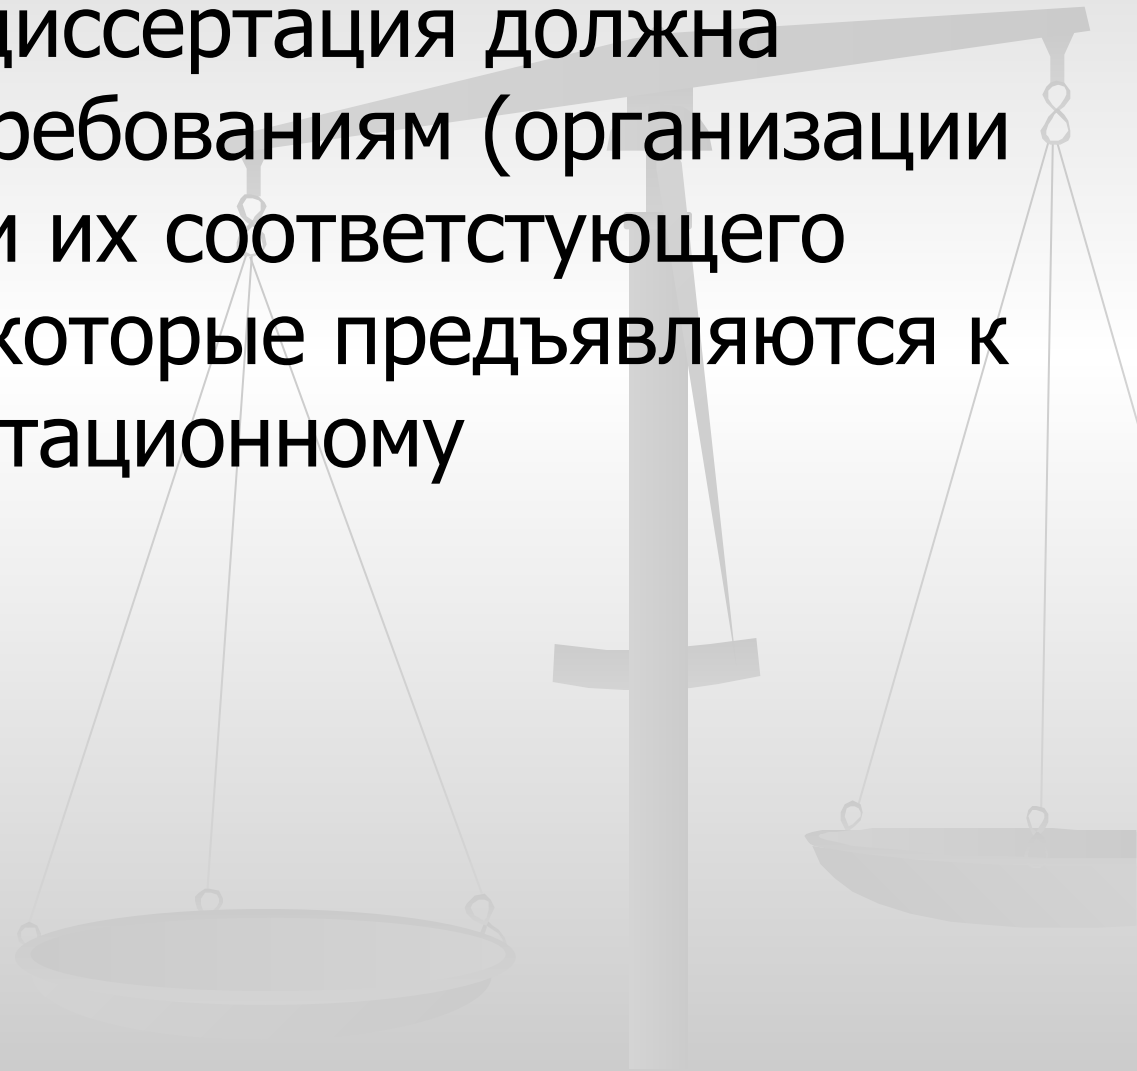 диссертация должна
ребованиям (организации
и их соответстующего
которые предъявляются к
тационному